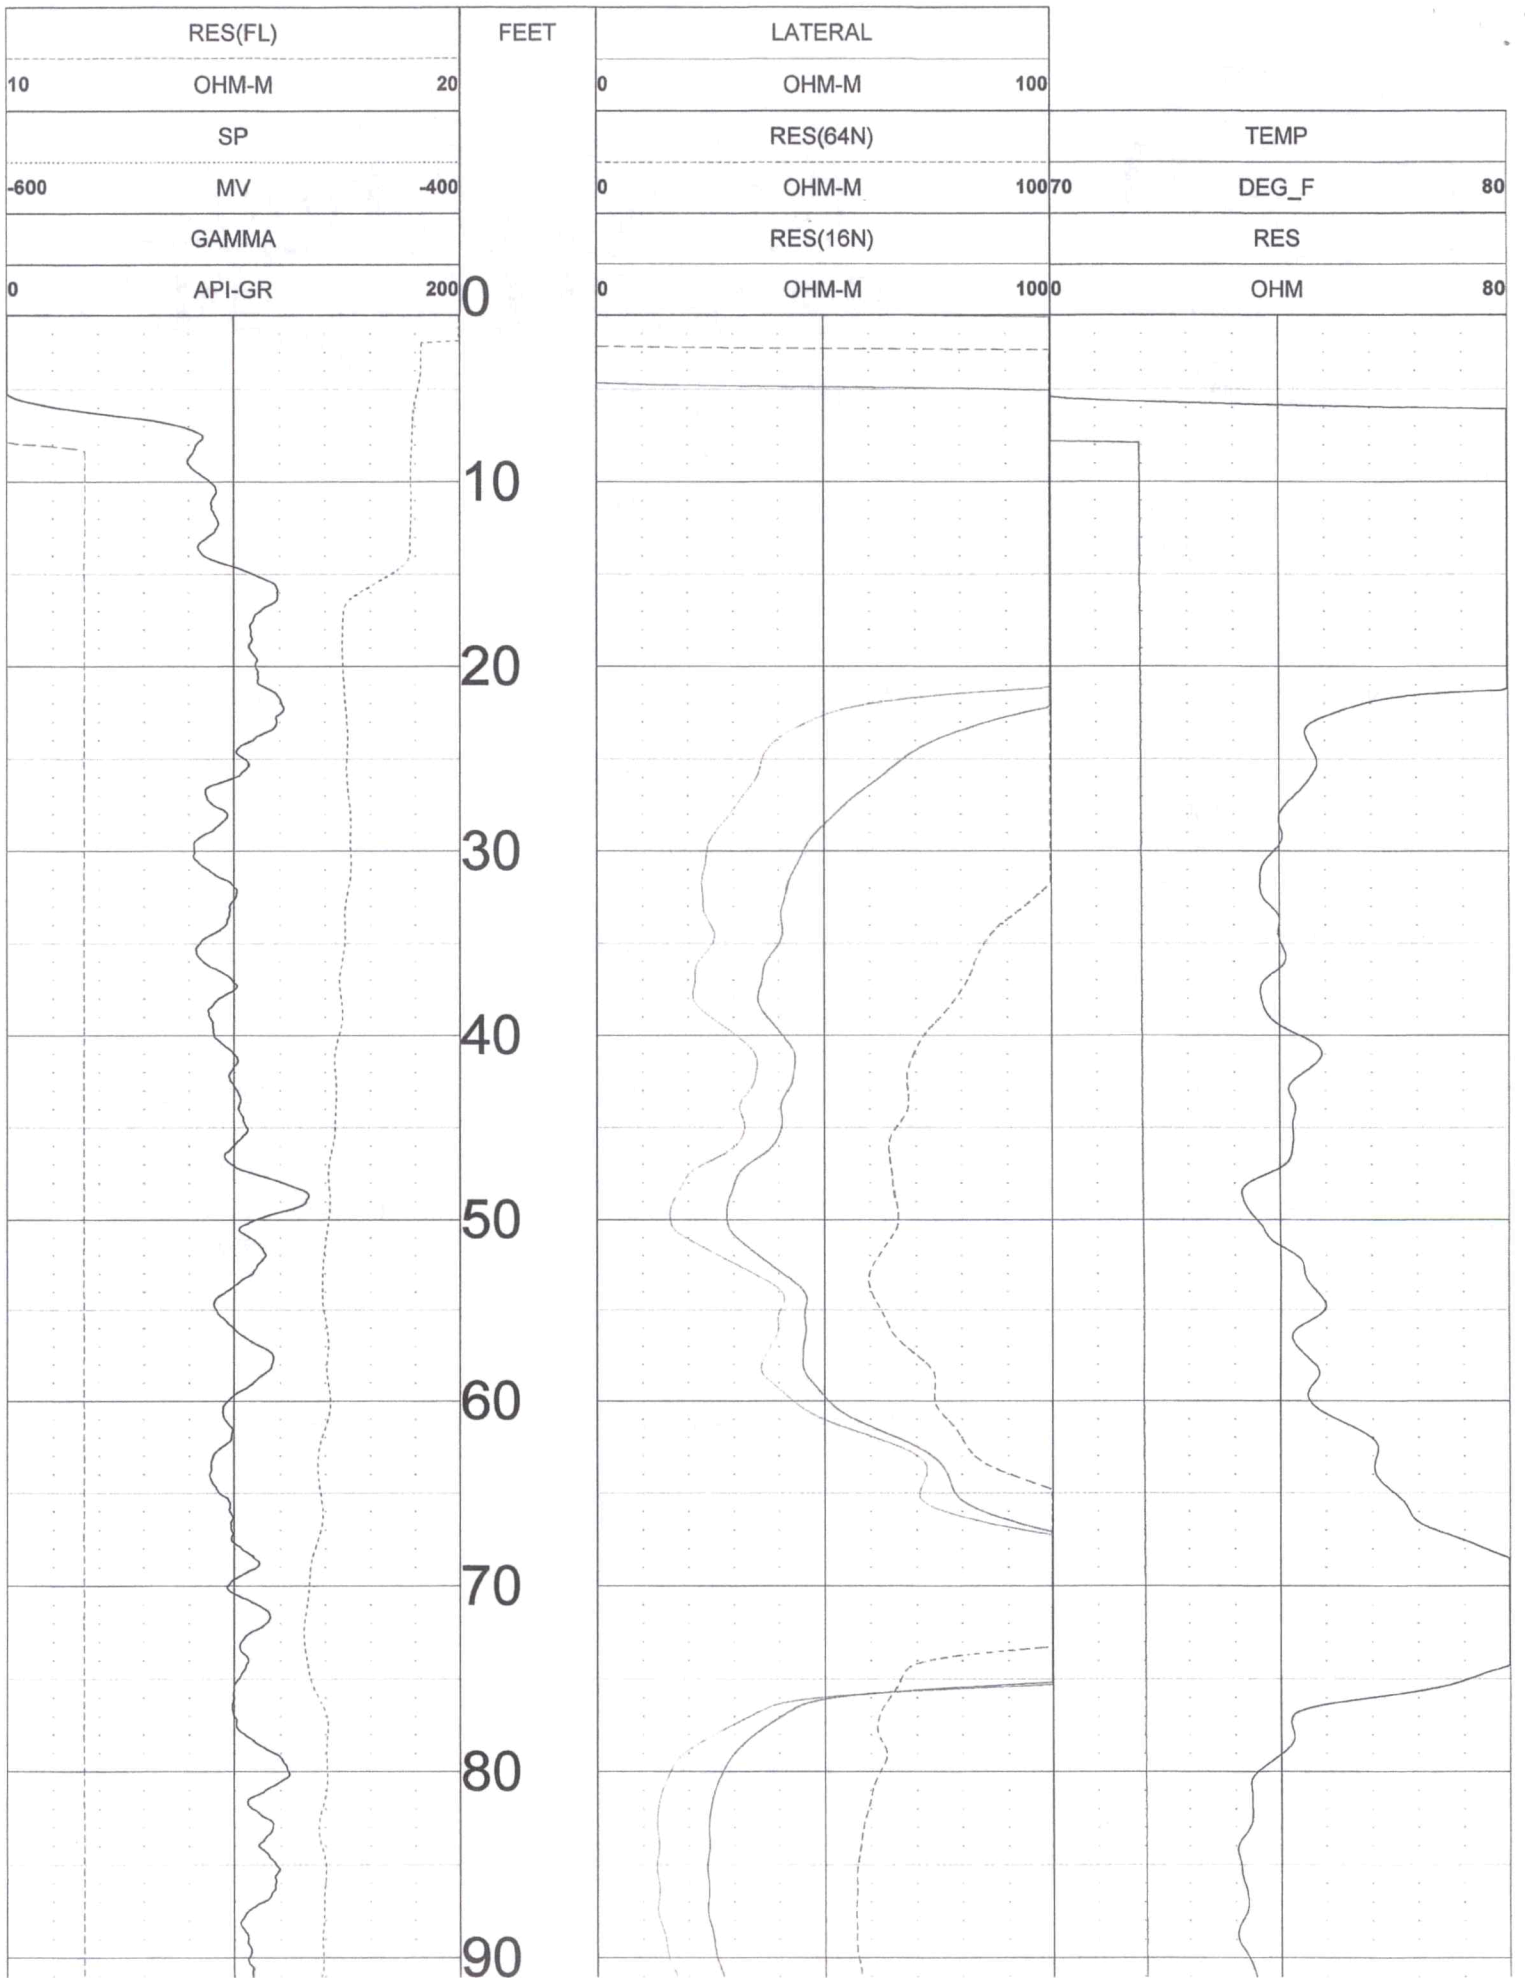 RES(FL) FEET LATERAL
10 OHM-M 20 0 OHM-M 100
SP RES(64N) TEMP
-600 MV -400 0 OHM-M 100 70 DEG_F 80
GAMMA RES(16N) RES
0 API-GR 200 0 0 OHM-M 100 0 OHM 80
10
20
30
40
50
60
70
80
90